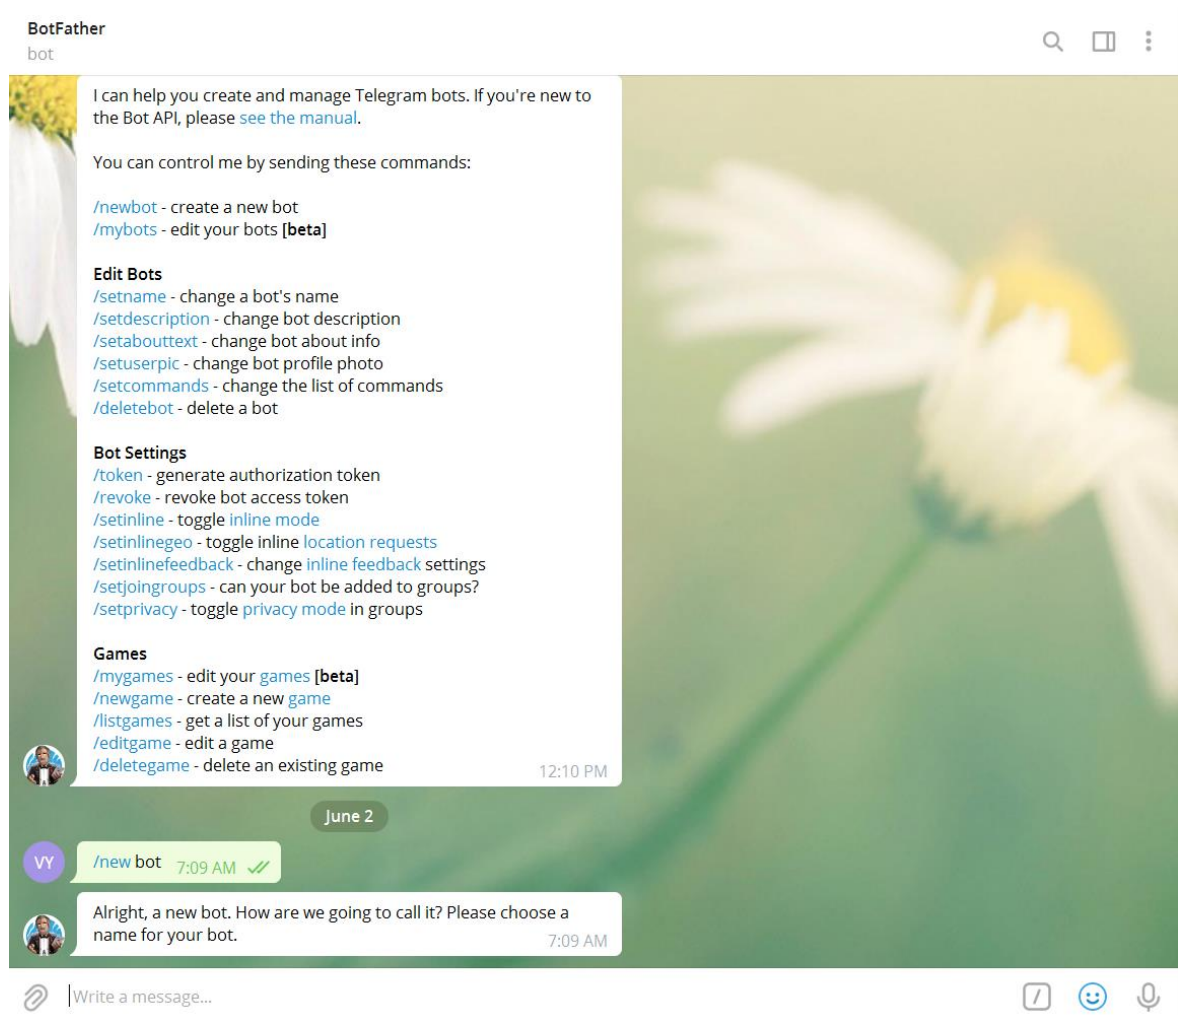 BotFather
bot
I can help you create and manage Telegram bots. If you're new to
the Bot API, please see the manual.
You can control me by sending these commands:
/newbot - create a new bot
/mybots - edit your bots [beta]
Edit Bots
/setname - change a bot's name
/setdescription - change bot description
/setabouttext - change bot about info
/setuserpic - change bot profile photo
/setcommands - change the list of commands
/deletebot - delete a bot
Bot Settings
/token - generate authorization token
/revoke - revoke bot access token
/setinline - toggle inline mode
/setinlinegeo - toggle inline location requests
/setinlinefeedback - change inline feedback settings
/setjoingroups - can your bot be added to groups?
/setprivacy - toggle privacy mode in groups
Games
/mygames - edit your games [beta]
/newgame - create a new game
/listgames - get a list of your games
/editgame - edit a game
/deletegame - delete an existing game
12:10 PM
June 2
VY
/new bot 7:09 AM
Alright, a new bot. How are we going to call it? Please choose a
name for your bot.
7:09 AM
Write a message...